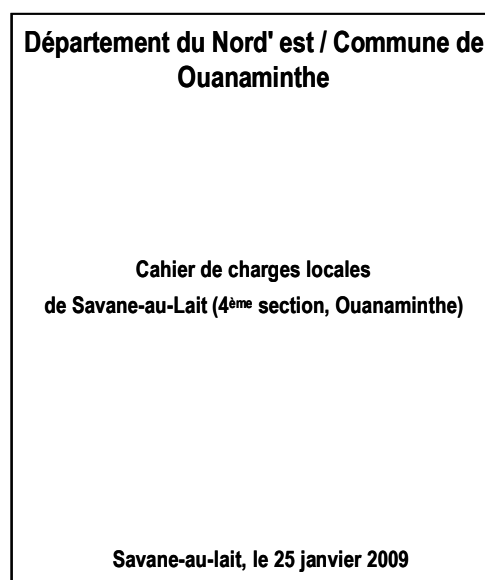 Département du Nord' est / Commune de
Ouanaminthe
Cahier de charges locales
de Savane-au-Lait (4ème section, Ouanaminthe)
Savane-au-lait, le 25 janvier 2009